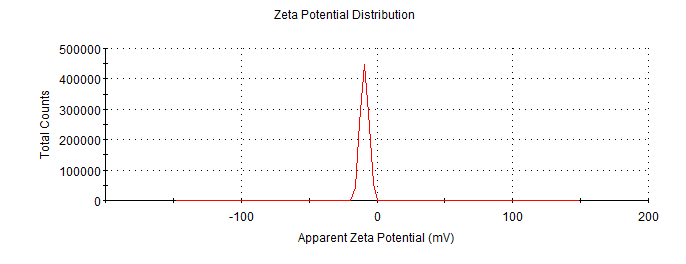 Zeta Potential Distribution
500000
400000
300000
200000
100000
0
Total Counts
-100 0 100 200
Apparent Zeta Potential (mV)